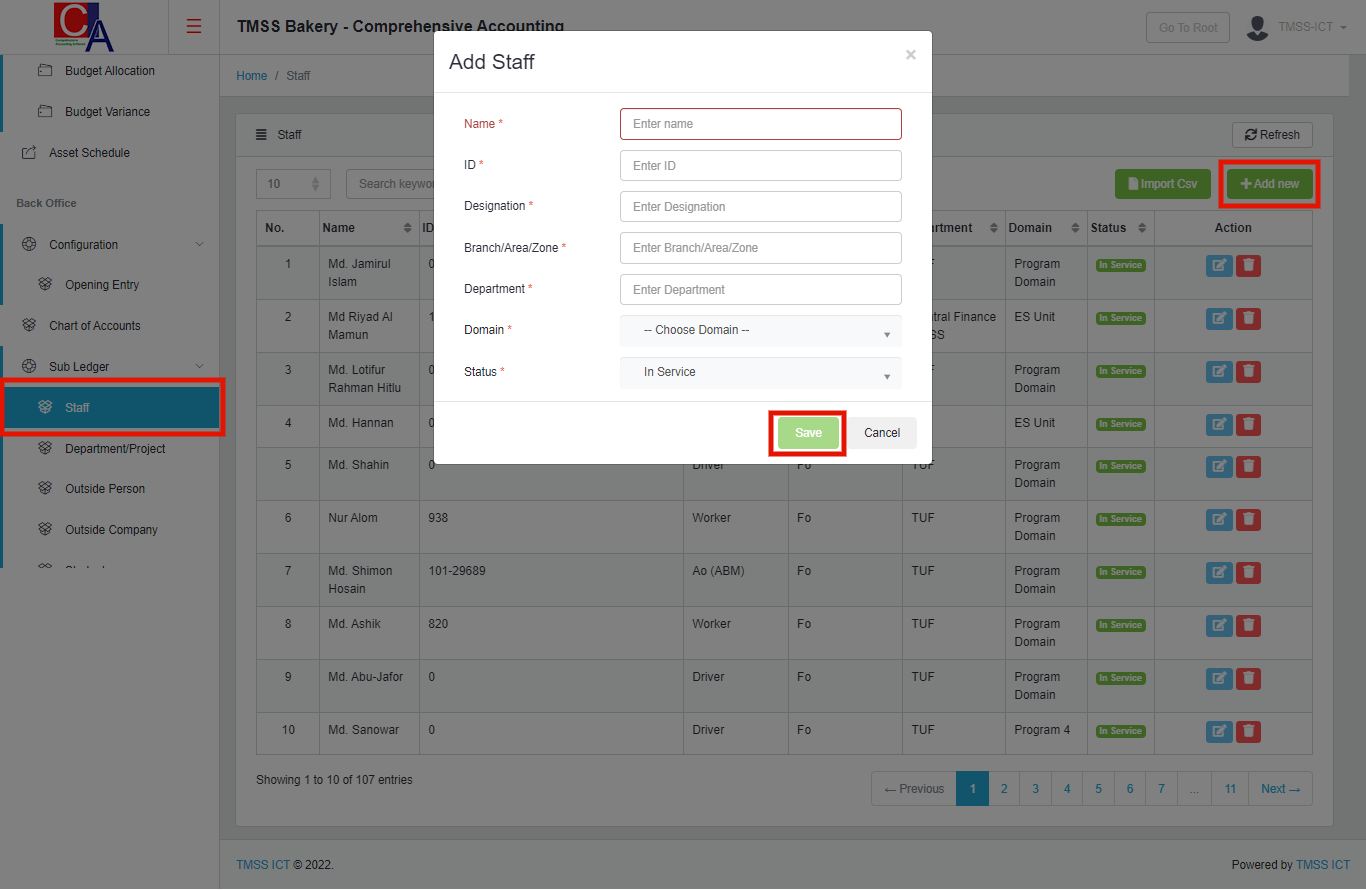 CA
Comprehensive
Accounting Software
TMSS Bakery - Comprehensive Accounting
Go To Root
TMSS-ICT
Budget Allocation
Budget Variance
Asset Schedule
Back Office
Configuration
Opening Entry
Chart of Accounts
Sub Ledger
Staff
Department/Project
Outside Person
Outside Company
Home / Staff
Staff
Refresh
10
Search keywo
Import Csv
Add new
Add Staff
×
Name *
Enter name
ID *
Enter ID
Designation *
Enter Designation
Branch/Area/Zone *
Enter Branch/Area/Zone
Department *
Enter Department
Domain *
-- Choose Domain --
Status *
In Service
Save
Cancel
No. Name ID rtment Domain Status Action
1 Md. Jamirul 0 Program In Service
Islam Domain
2 Md Riyad Al 1 tral Finance ES Unit In Service
Mamun SS
3 Md. Lotifur 0 Program In Service
Rahman Hitlu Domain
4 Md. Hannan 0 ES Unit In Service
5 Md. Shahin 0 Driver Fo TUF Program In Service
Domain
6 Nur Alom 938 Worker Fo TUF Program In Service
Domain
7 Md. Shimon 101-29689 Ao (ABM) Fo TUF Program In Service
Hosain Domain
8 Md. Ashik 820 Worker Fo TUF Program In Service
Domain
9 Md. Abu-Jafor 0 Driver Fo TUF Program In Service
Domain
10 Md. Sanowar 0 Driver Fo TUF Program 4 In Service
Showing 1 to 10 of 107 entries
← Previous 1 2 3 4 5 6 7 ... 11 Next →
TMSS ICT © 2022.
Powered by TMSS ICT